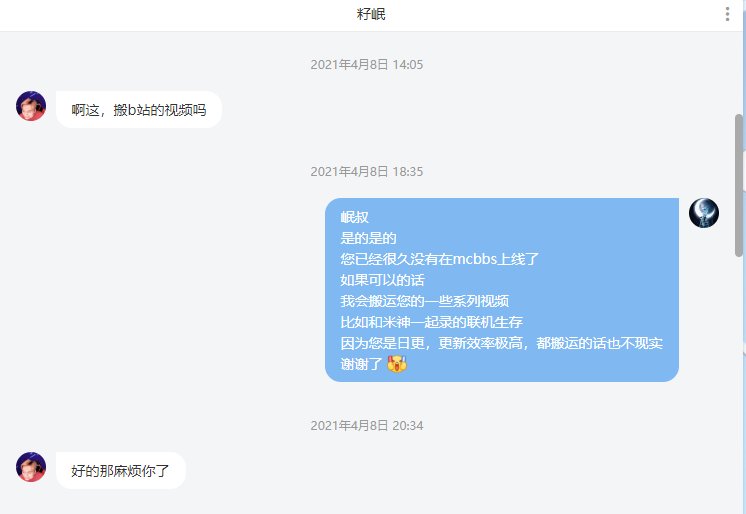 籽岷
2021年4月8日 14:05
啊这，搬b站的视频吗
2021年4月8日 18:35
岷叔
是的是的
您已经很久没有在mcbbs上线了
如果可以的话
我会搬运您的一些系列视频
比如和米神一起录的联机生存
因为您是日更，更新效率极高，都搬运的话也不现实
谢谢了
2021年4月8日 20:34
好的那麻烦你了